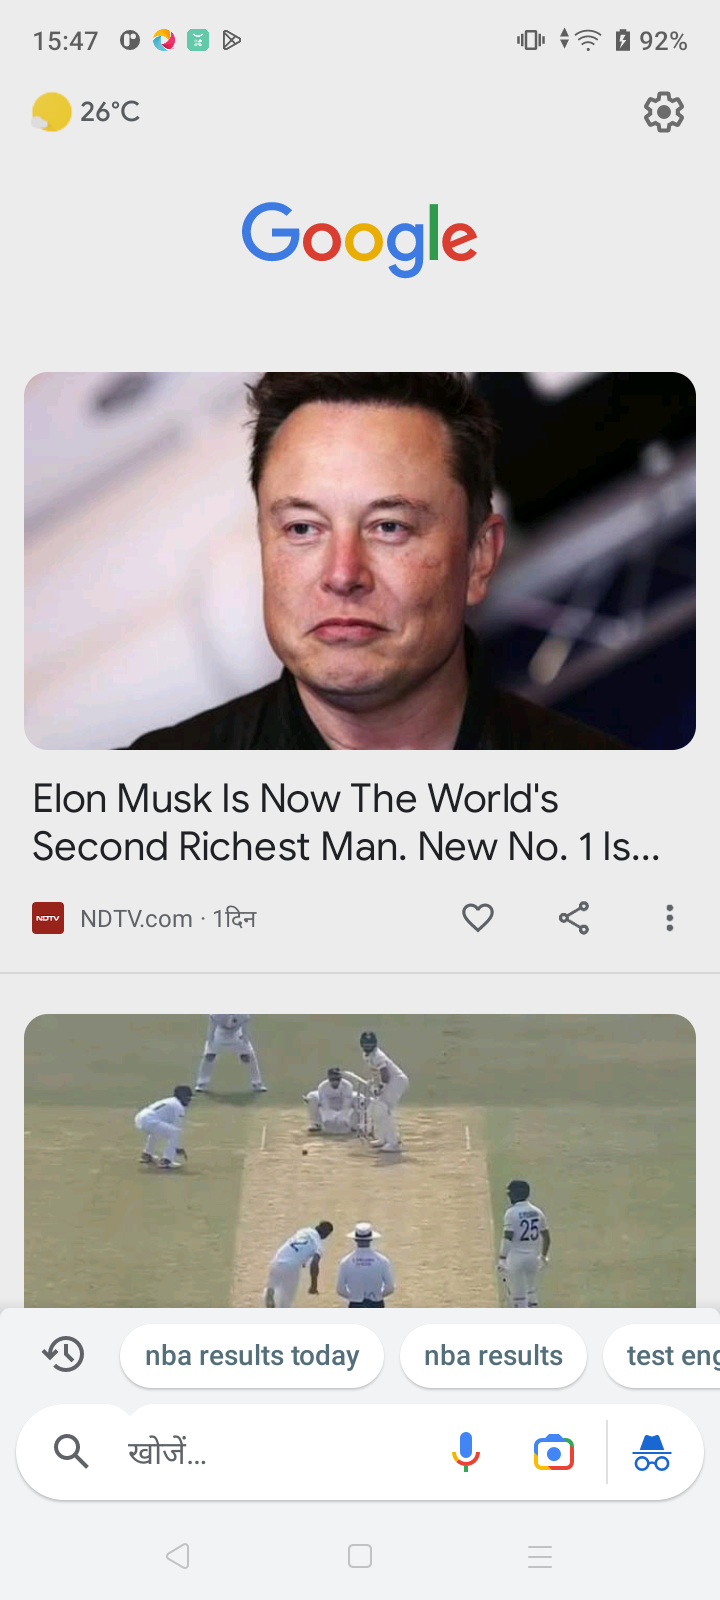 15:47
92%
26°C
Google
Elon Musk Is Now The World's
Second Richest Man. New No. 1 Is...
NDTV NDTV.com · 1दिन
25
nba results today
nba results
test eng
खोजें...